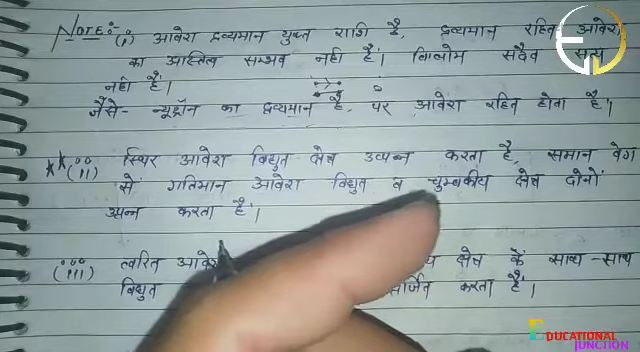 NOTE:- (i) आवेश द्रव्यमान युक्त राशि है, द्रव्यमान रहित आवेश
का अस्तित्व सम्भव नही है। विलोम सदैव सत्य
नही है।
जैसे- न्यूट्रॉन का द्रव्यमान है, पर आवेश रहित होता है।
**(ii) स्थिर आवेश विद्युत क्षेत्र उत्पन्न करता है, समान वेग
से गतिमान आवेश विद्युत व चुम्बकीय क्षेत्र दोनों
उत्पन्न करता है।
(iii) त्वरित क्षेत्र के साथ-साथ
विद्युत करता है।
EDUCATIONAL
JUNCTION